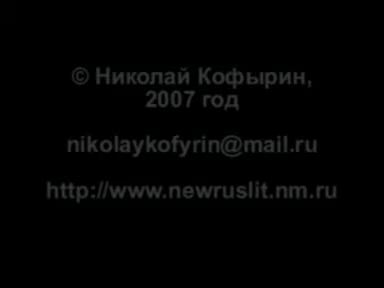 © Николай Кофырин,
2007 год
nikolaykofyrin@mail.ru
http://www.newruslit.nm.ru